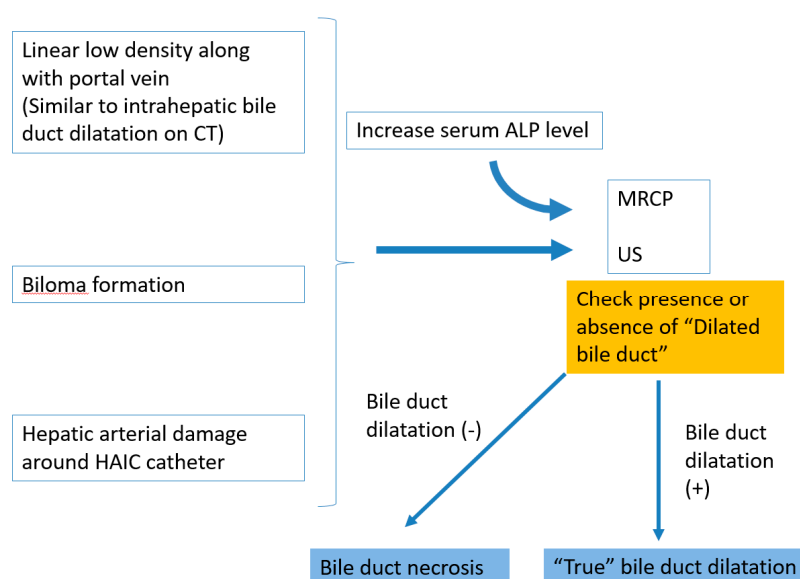 Linear low density along
with portal vein
(Similar to intrahepatic bile
duct dilatation on CT)
Increase serum ALP level
MRCP
US
Biloma formation
Check presence or
absence of “Dilated
bile duct”
Hepatic arterial damage
around HAIC catheter
Bile duct
dilatation (-)
Bile duct
dilatation
(+)
Bile duct necrosis
“True” bile duct dilatation